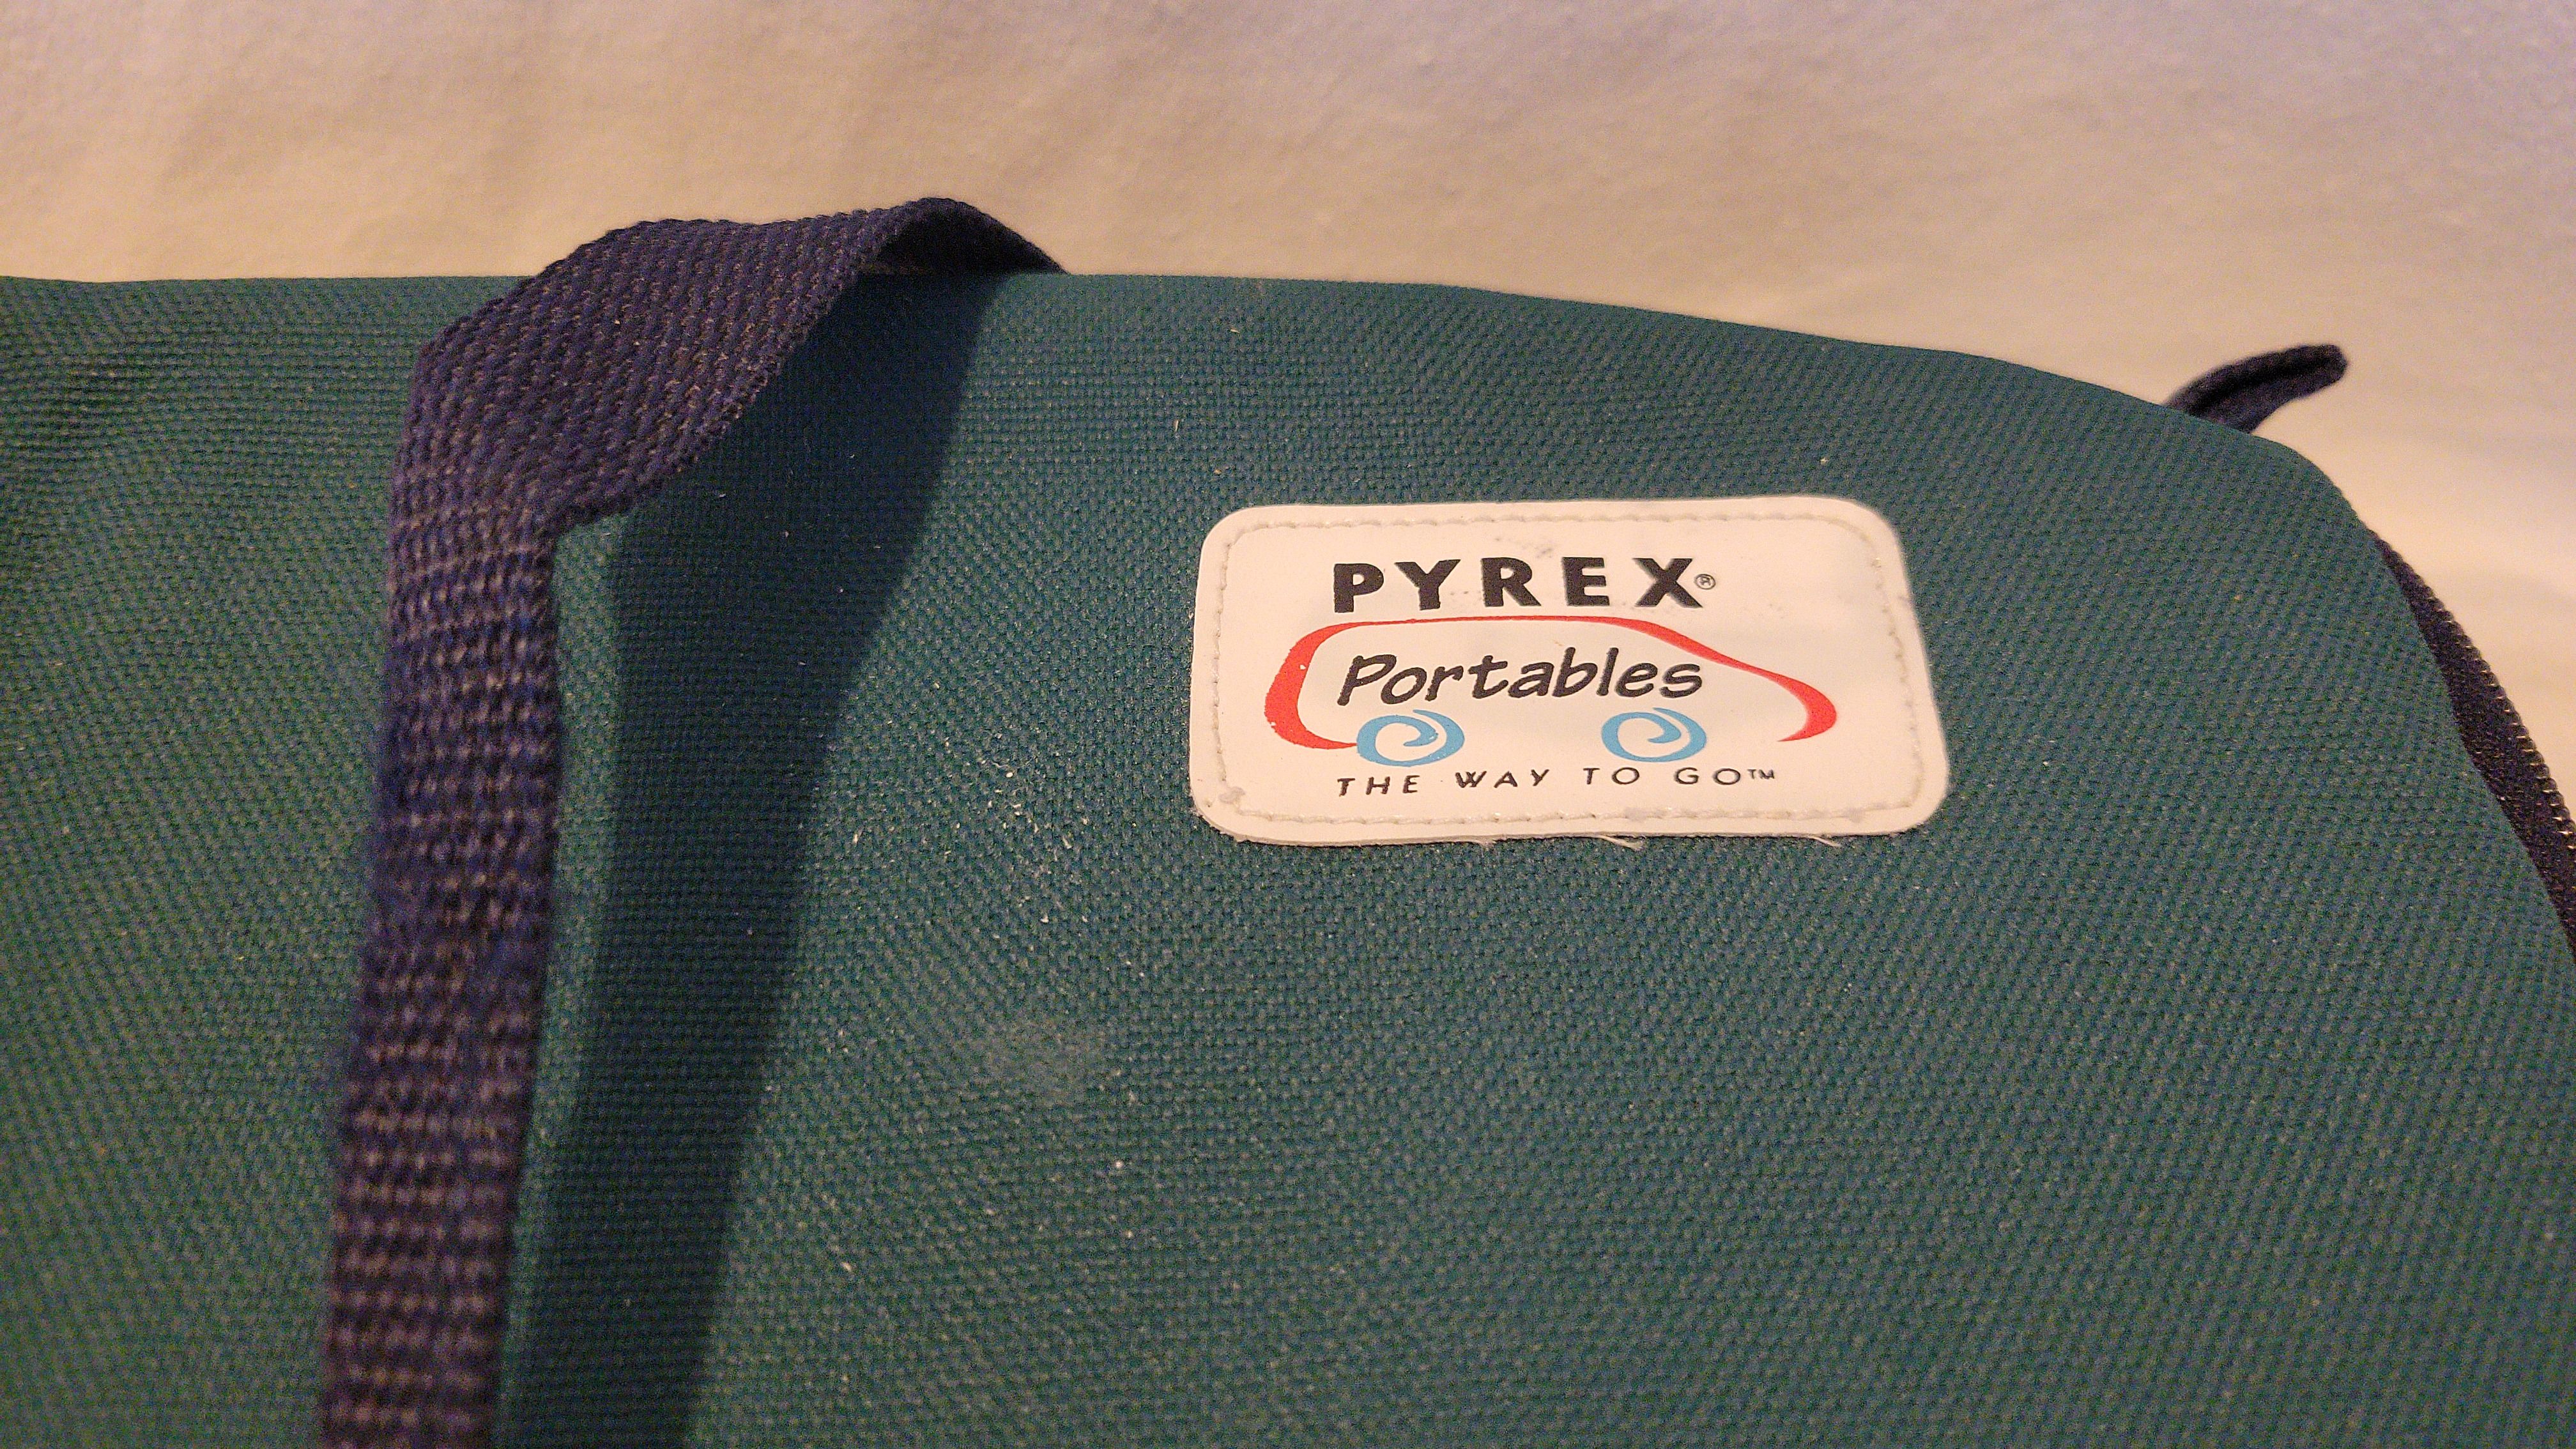 PYREX®
Portables
THE WAY TO GO™